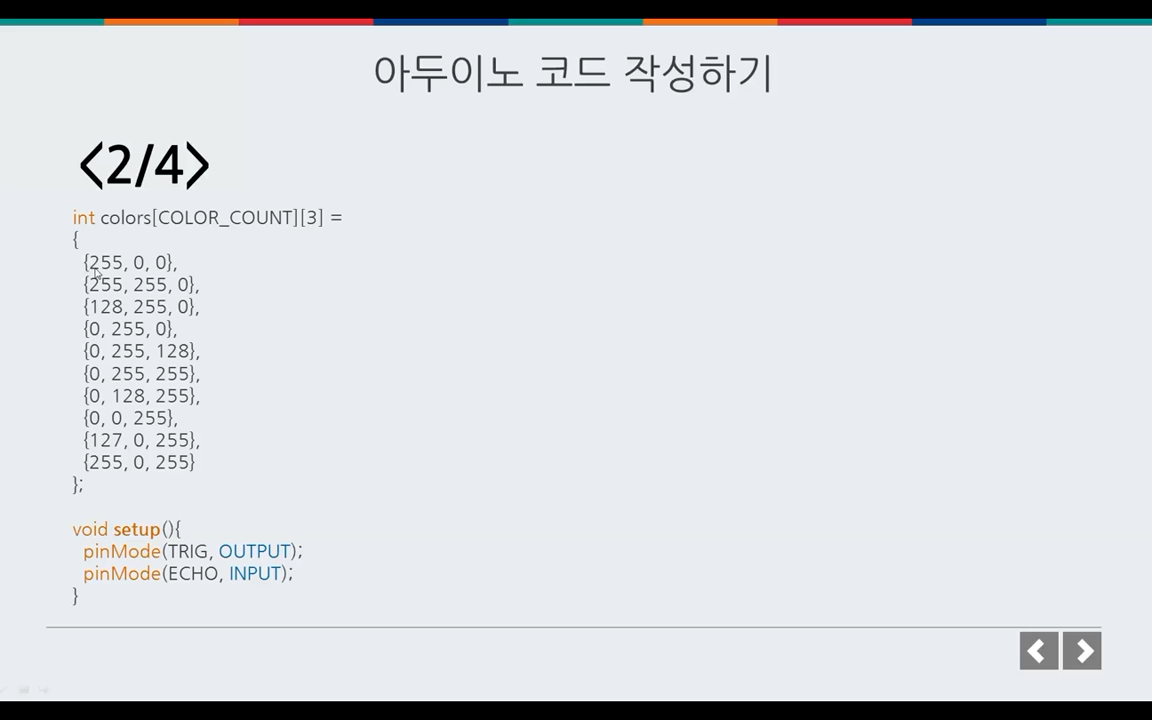 아두이노 코드 작성하기
<2/4>
int colors[COLOR_COUNT][3] =
{
{255, 0, 0},
{255, 255, 0},
{128, 255, 0},
{0, 255, 0},
{0, 255, 128},
{0, 255, 255},
{0, 128, 255},
{0, 0, 255},
{127, 0, 255},
{255, 0, 255}
};
void setup(){
pinMode(TRIG, OUTPUT);
pinMode(ECHO, INPUT);
}